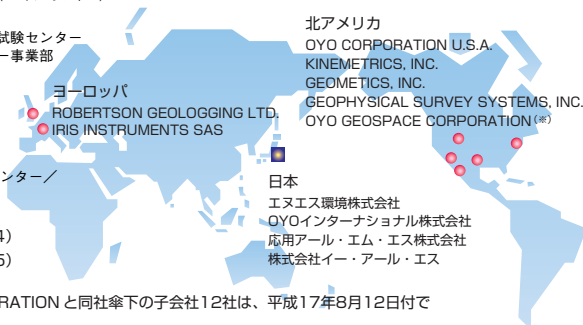 試験センター
ー事業部
ヨーロッパ
ROBERTSON GEOLOGGING LTD.
IRIS INSTRUMENTS SAS
北アメリカ
OYO CORPORATION U.S.A.
KINEMETRICS, INC.
GEOMETICS, INC.
GEOPHYSICAL SURVEY SYSTEMS, INC.
OYO GEOSPACE CORPORATION(※)
ンター／
日本
エヌエス環境株式会社
OYOインターナショナル株式会社
応用アール・エム・エス株式会社
株式会社イー・アール・エス
4）
5）
RATION と同社傘下の子会社12社は、平成17年8月12日付で